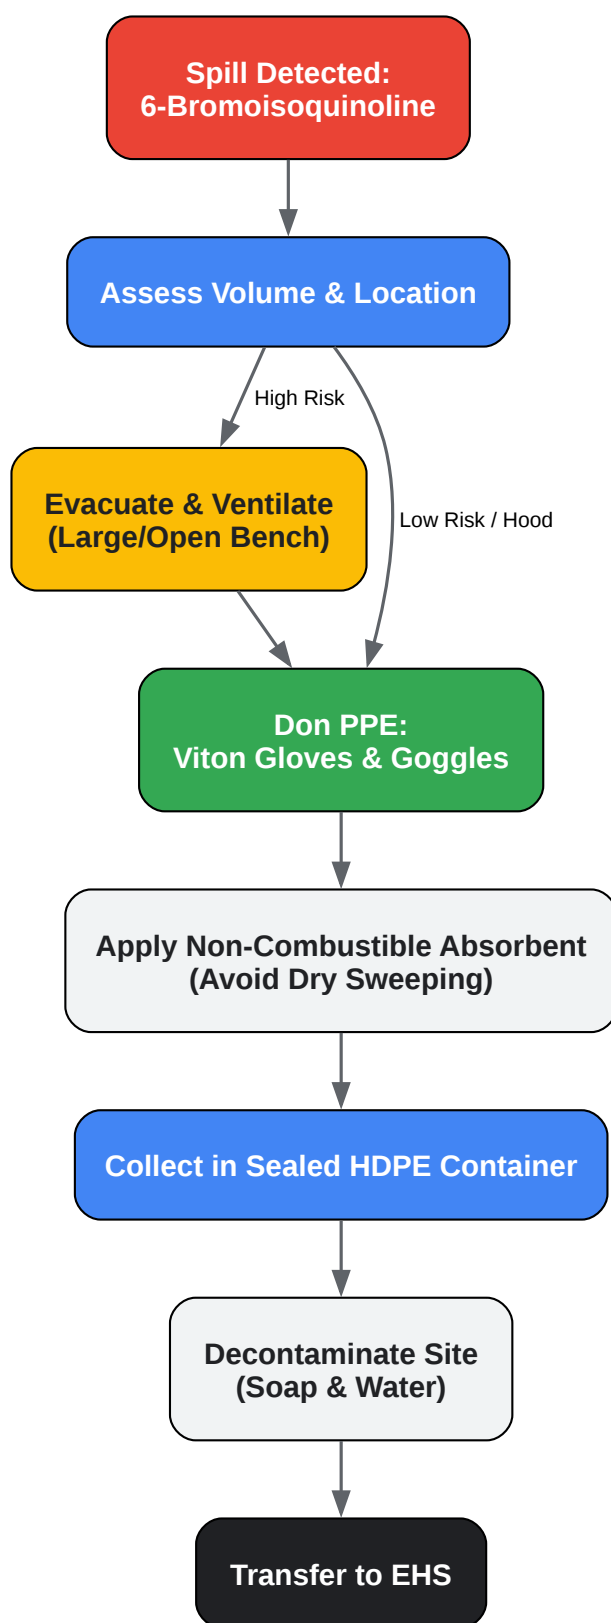 Spill Detected:
6-Bromoisoquinoline
Assess Volume & Location
High Risk
Evacuate & Ventilate
(Large/Open Bench)
Low Risk / Hood
Don PPE:
Viton Gloves & Goggles
Apply Non-Combustible Absorbent
(Avoid Dry Sweeping)
Collect in Sealed HDPE Container
Decontaminate Site
(Soap & Water)
Transfer to EHS